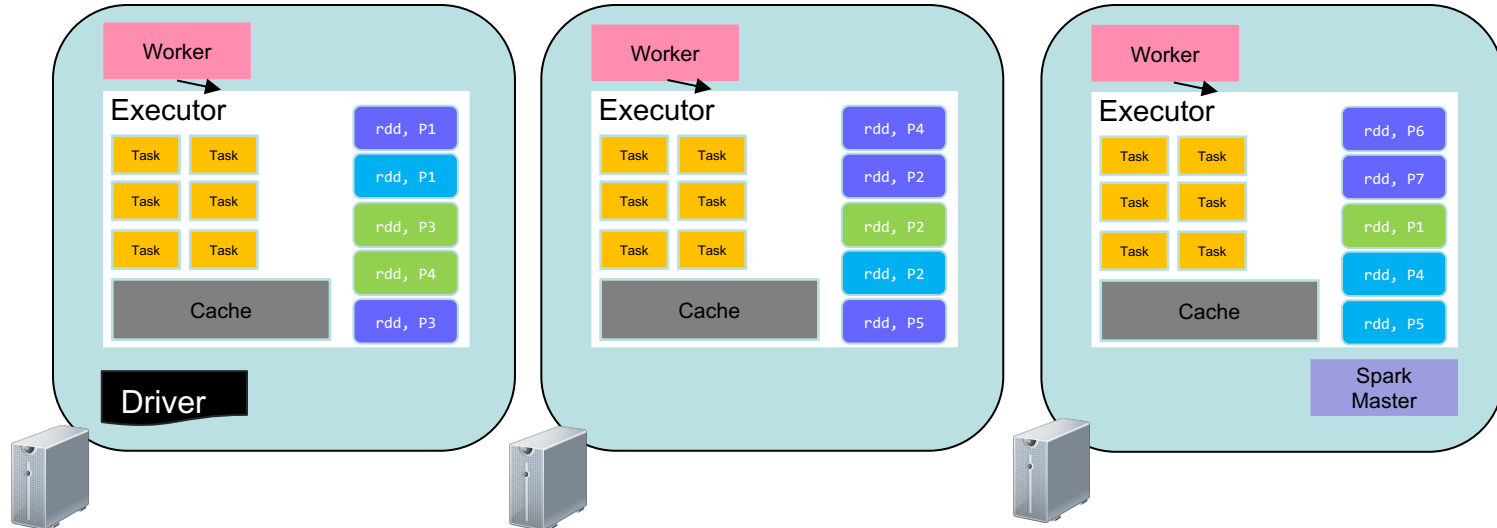 Worker
Executor
Task
Task
Task
Task
Task
Task
Cache
rdd, P1
rdd, P1
rdd, P3
rdd, P4
rdd, P3
Driver
Worker
Executor
Task
Task
Task
Task
Task
Task
Cache
rdd, P4
rdd, P2
rdd, P2
rdd, P2
rdd, P5
Worker
Executor
Task
Task
Task
Task
Task
Task
Cache
rdd, P6
rdd, P7
rdd, P1
rdd, P4
rdd, P5
Spark
Master